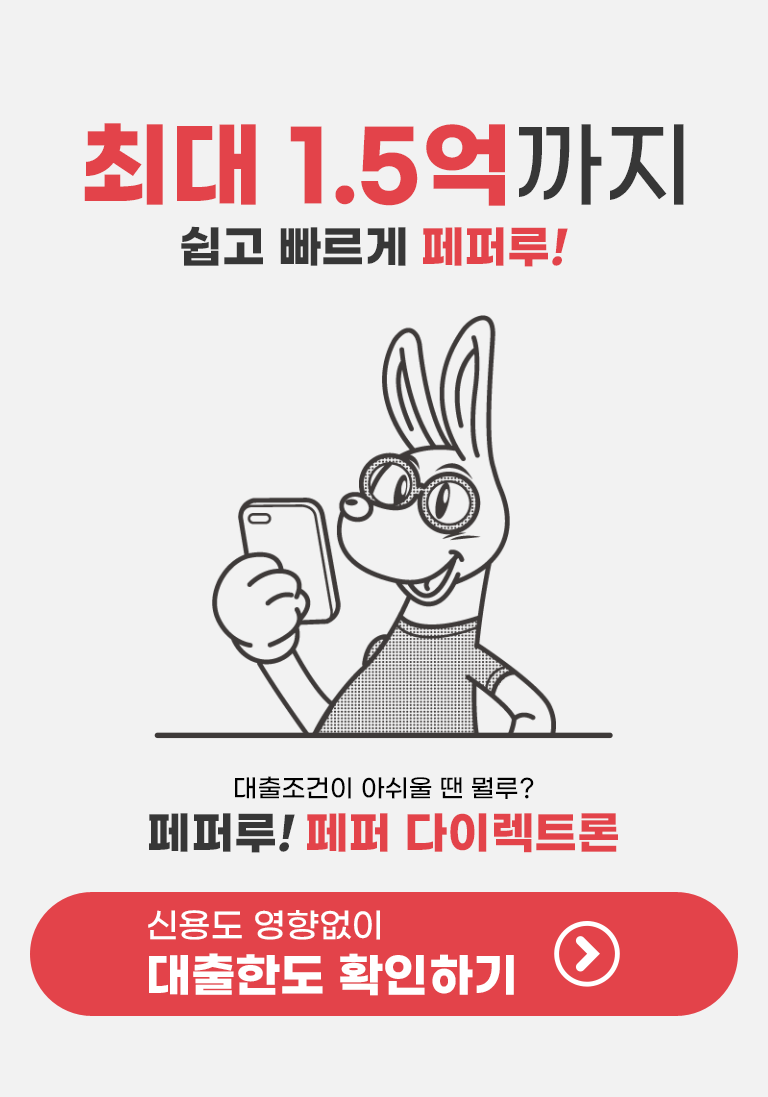 최대 1.5억까지
쉽고 빠르게 페퍼루!
대출조건이 아쉬울 땐 뭘루?
페퍼루! 페퍼 다이렉트론
신용도 영향없이
대출한도 확인하기